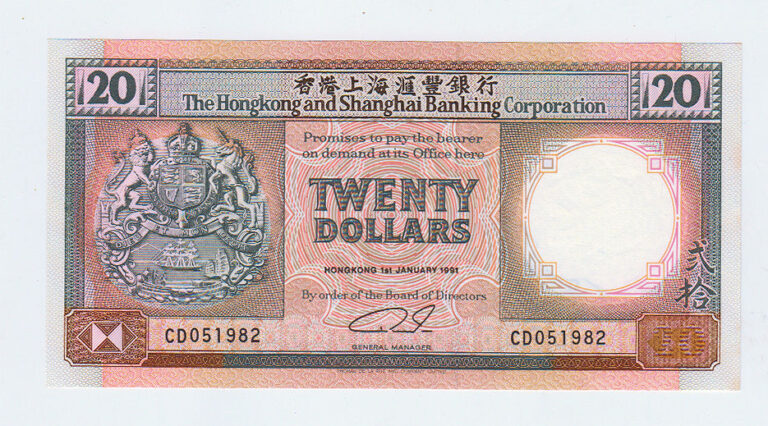 20
香港上海滙豐銀行
20
The Hongkong and Shanghai Banking Corporation
Promises to pay the bearer
on demand at its Office here
TWENTY
DOLLARS
HONGKONG 1st JANUARY 1991
By order of the Board of Directors
CD051982
GENERAL MANAGER
CD051982
貳拾